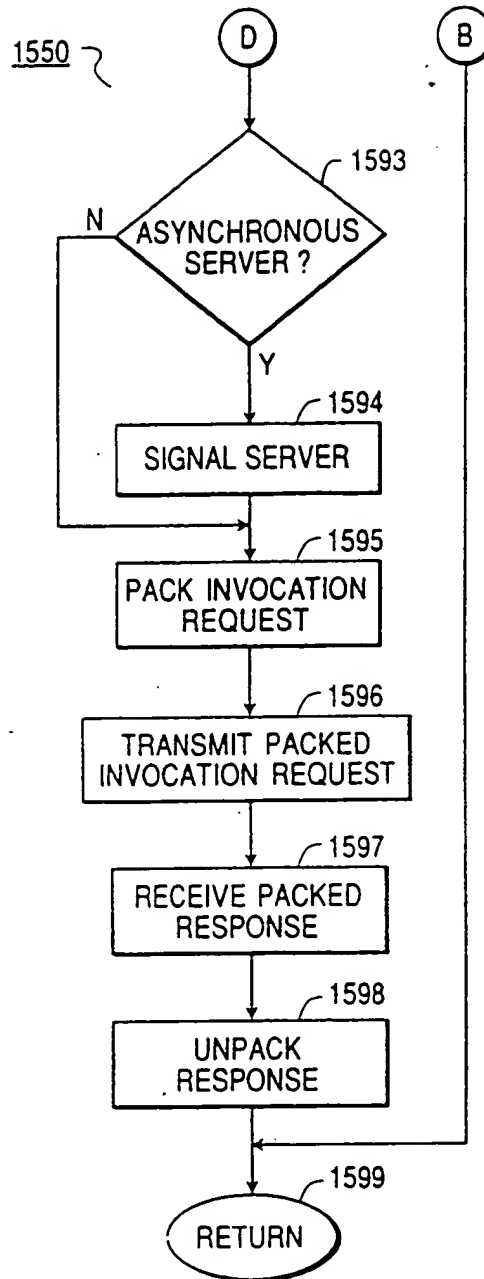 1550
D
B
1593
ASYNCHRONOUS
SERVER ?
N
Y
1594
SIGNAL SERVER
1595
PACK INVOCATION
REQUEST
1596
TRANSMIT PACKED
INVOCATION REQUEST
1597
RECEIVE PACKED
RESPONSE
1598
UNPACK
RESPONSE
1599
RETURN